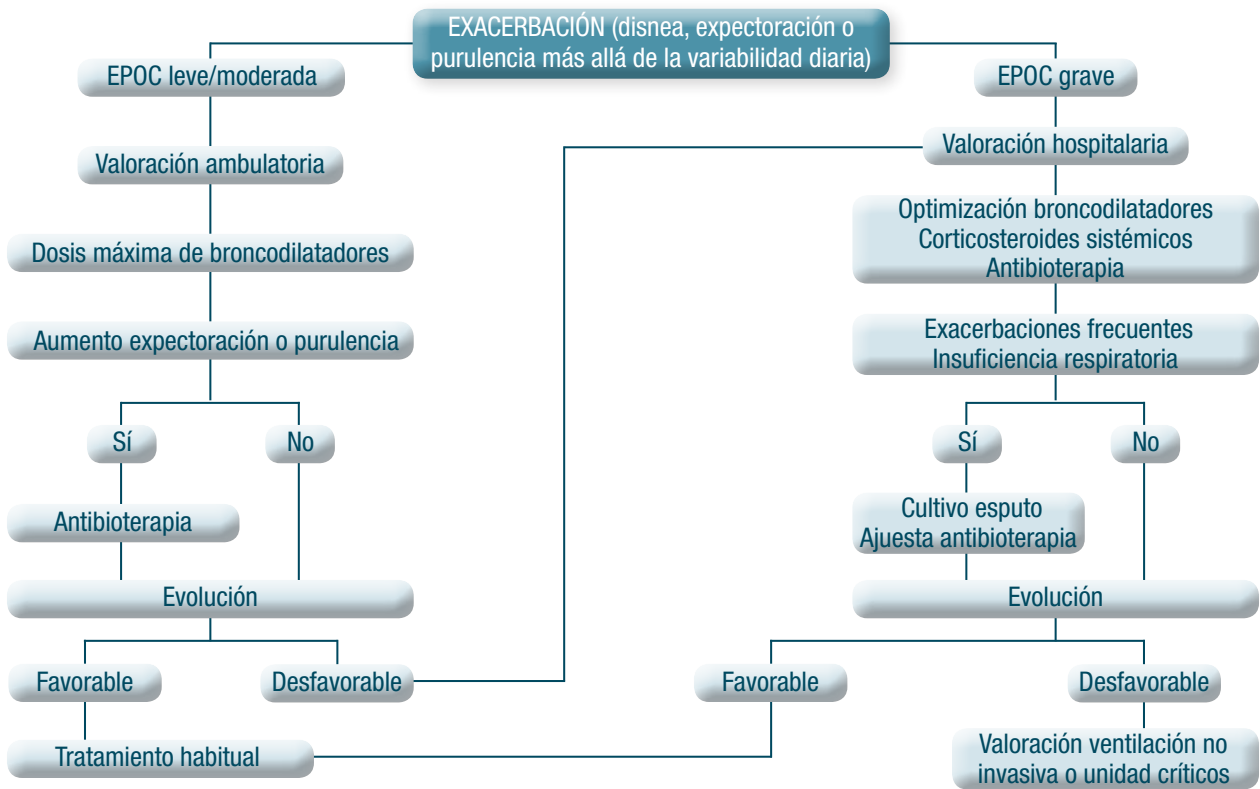 EXACERBACIÓN (disnea, expectoración o
purulencia más allá de la variabilidad diaria)
EPOC leve/moderada
EPOC grave
Valoración ambulatoria
Valoración hospitalaria
Dosis máxima de broncodilatadores
Optimización broncodilatadores
Corticosteroides sistémicos
Antibioterapia
Aumento expectoración o purulencia
Exacerbaciones frecuentes
Insuficiencia respiratoria
Sí
No
Sí
No
Antibioterapia
Cultivo esputo
Ajuesta antibioterapia
Evolución
Evolución
Favorable
Desfavorable
Favorable
Desfavorable
Tratamiento habitual
Valoración ventilación no
invasiva o unidad críticos